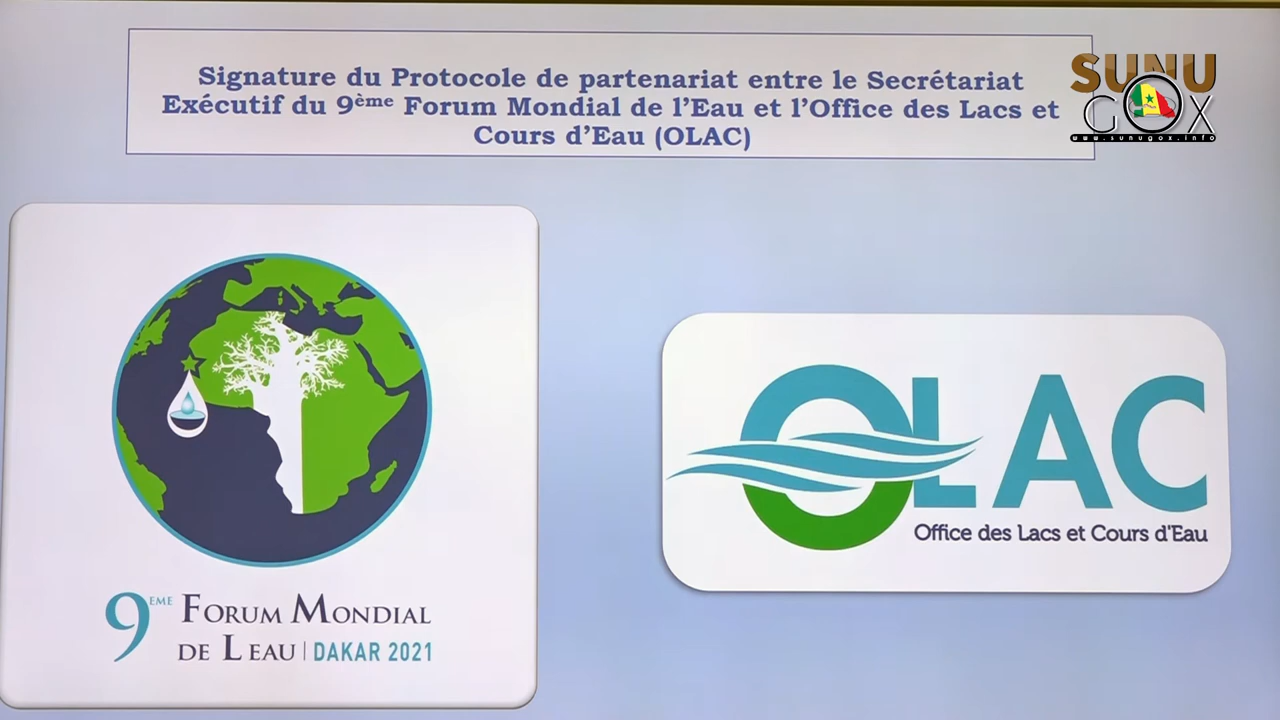 Signature du Protocole de partenariat entre le Secrétariat
Exécutif du 9ème Forum Mondial de l'Eau et l'Office des Lacs et
Cours d'Eau (OLAC)
SUNU
GOX
www.sunugox.info
9EME FORUM MONDIAL
DE L EAU | DAKAR 2021
OLAC
Office des Lacs et Cours d'Eau